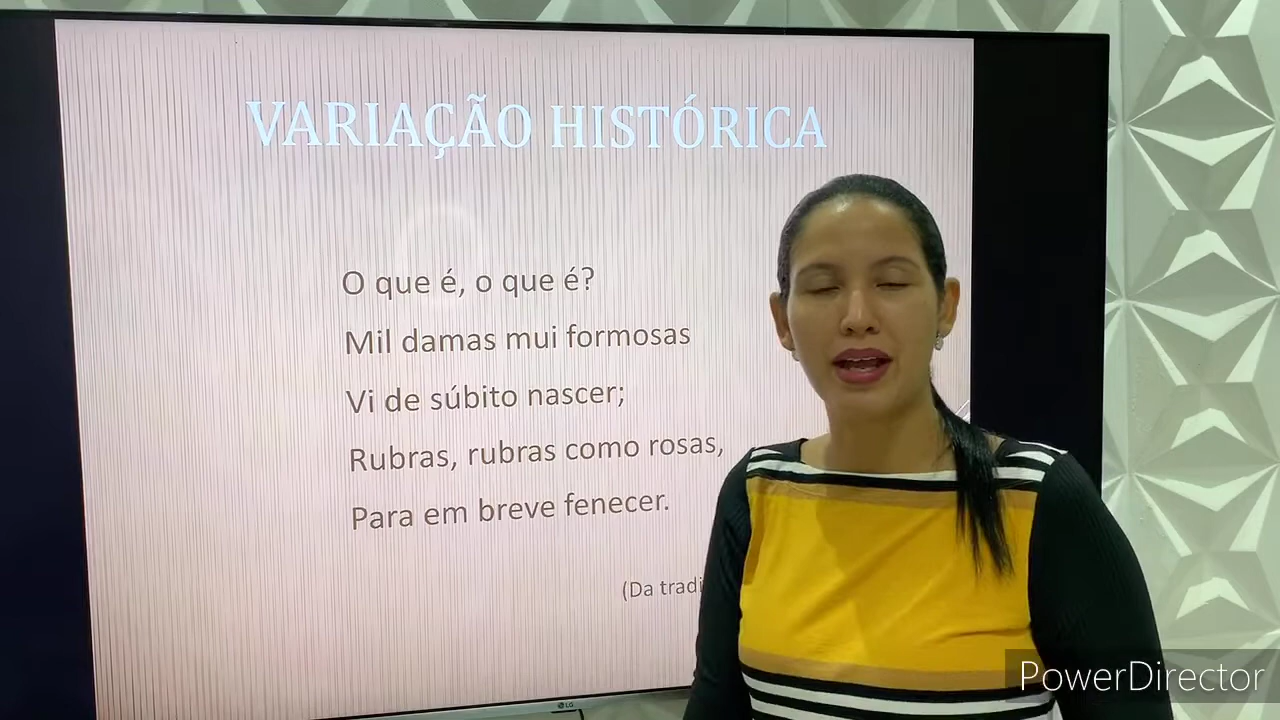 VARIAÇÃO HISTÓRICA
O que é, o que é?
Mil damas mui formosas
Vi de súbito nascer;
Rubras, rubras como rosas,
Para em breve fenecer.
(Da tradi
LG
PowerDirector